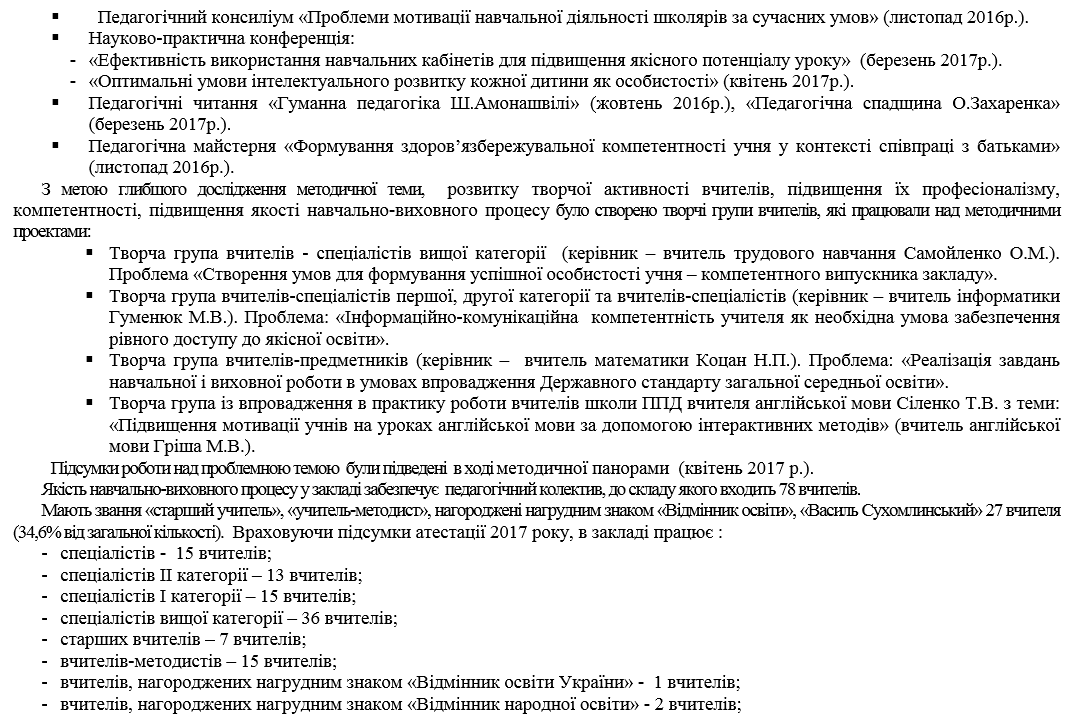 ▪ Педагогічний консиліум «Проблеми мотивації навчальної діяльності школярів за сучасних умов» (листопад 2016р.).
▪ Науково-практична конференція:
- «Ефективність використання навчальних кабінетів для підвищення якісного потенціалу уроку» (березень 2017р.).
- «Оптимальні умови інтелектуального розвитку кожної дитини як особистості» (квітень 2017р.).
▪ Педагогічні читання «Гуманна педагогіка Ш.Амонашвілі» (жовтень 2016р.), «Педагогічна спадщина О.Захаренка»
(березень 2017р.).
▪ Педагогічна майстерня «Формування здоров’язбережувальної компетентності учня у контексті співпраці з батьками»
(листопад 2016р.).
З метою глибшого дослідження методичної теми, розвитку творчої активності вчителів, підвищення їх професіоналізму,
компетентності, підвищення якості навчально-виховного процесу було створено творчі групи вчителів, які працювали над методичними
проектами:
▪ Творча група вчителів - спеціалістів вищої категорії (керівник – вчитель трудового навчання Самойленко О.М.).
Проблема «Створення умов для формування успішної особистості учня – компетентного випускника закладу».
▪ Творча група вчителів-спеціалістів першої, другої категорії та вчителів-спеціалістів (керівник – вчитель інформатики
Гуменюк М.В.). Проблема: «Інформаційно-комунікаційна компетентність учителя як необхідна умова забезпечення
рівного доступу до якісної освіти».
▪ Творча група вчителів-предметників (керівник – вчитель математики Коцан Н.П.). Проблема: «Реалізація завдань
навчальної і виховної роботи в умовах впровадження Державного стандарту загальної середньої освіти».
▪ Творча група із впровадження в практику роботи вчителів школи ППД вчителя англійської мови Сіленко Т.В. з теми:
«Підвищення мотивації учнів на уроках англійської мови за допомогою інтерактивних методів» (вчитель англійської
мови Гріша М.В.).
Підсумки роботи над проблемною темою були підведені в ході методичної панорами (квітень 2017 р.).
Якість навчально-виховного процесу у закладі забезпечує педагогічний колектив, до складу якого входить 78 вчителів.
Мають звання «старший учитель», «учитель-методист», нагороджені нагрудним знаком «Відмінник освіти», «Василь Сухомлинський» 27 вчителя
(34,6% від загальної кількості). Враховуючи підсумки атестації 2017 року, в закладі працює :
- спеціалістів - 15 вчителів;
- спеціалістів ІІ категорії – 13 вчителів;
- спеціалістів І категорії – 15 вчителів;
- спеціалістів вищої категорії – 36 вчителів;
- старших вчителів – 7 вчителів;
- вчителів-методистів – 15 вчителів;
- вчителів, нагороджених нагрудним знаком «Відмінник освіти України» - 1 вчителів;
- вчителів, нагороджених нагрудним знаком «Відмінник народної освіти» - 2 вчителів;